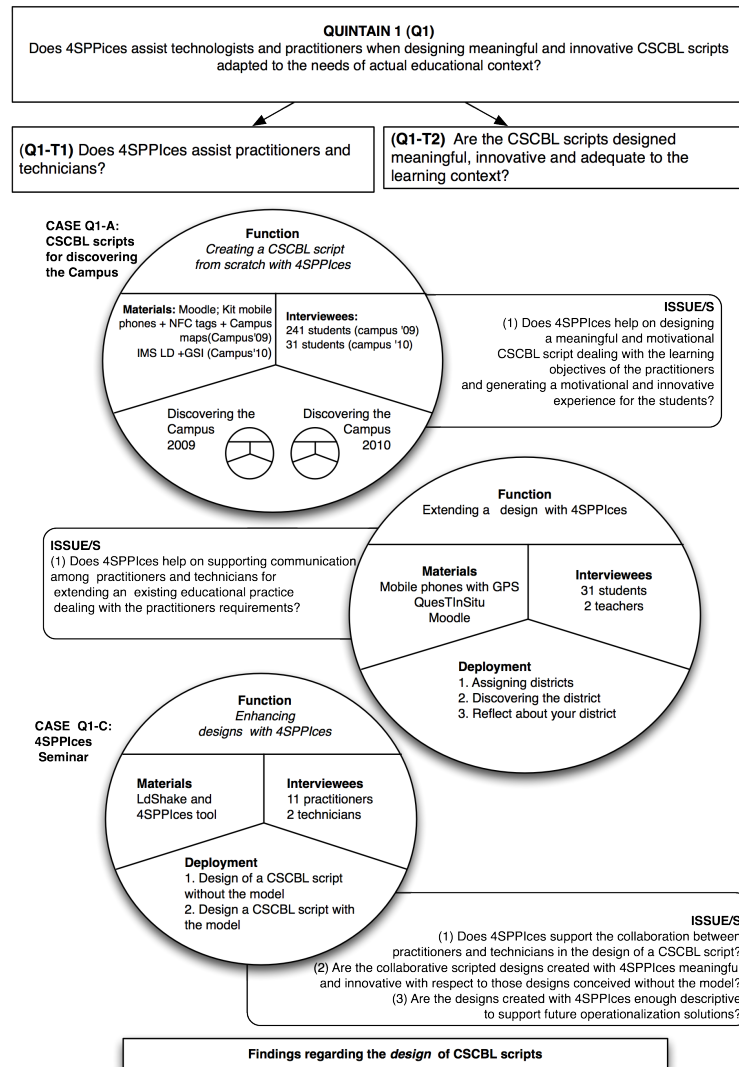 QUINTAIN 1 (Q1)
Does 4SPPices assist technologists and practitioners when designing meaningful and innovative CSCBL scripts
adapted to the needs of actual educational context?
(Q1-T1) Does 4SPPIces assist practitioners and
technicians?
(Q1-T2) Are the CSCBL scripts designed
meaningful, innovative and adequate to the
learning context?
CASE Q1-A:
CSCBL scripts
for discovering
the Campus
Function
Creating a CSCBL script
from scratch with 4SPPIces
Materials: Moodle; Kit mobile
phones + NFC tags + Campus
maps(Campus'09)
IMS LD +GSI (Campus'10)
Interviewees:
241 students (campus '09)
31 students (campus '10)
Discovering the
Campus
2009
Discovering the
Campus
2010
ISSUE/S
(1) Does 4SPPIces help on designing
a meaningful and motivational
CSCBL script dealing with the learning
objectives of the practitioners
and generating a motivational and innovative
experience for the students?
Function
Extending a design with 4SPPIces
Materials
Mobile phones with GPS
QuesTInSitu
Moodle
Interviewees
31 students
2 teachers
Deployment
1. Assigning districts
2. Discovering the district
3. Reflect about your district
ISSUE/S
(1) Does 4SPPIces help on supporting communication
among practitioners and technicians for
extending an existing educational practice
dealing with the practitioners requirements?
CASE Q1-C:
4SPPIces
Seminar
Function
Enhancing
designs with 4SPPIces
Materials
LdShake and
4SPPIces tool
Interviewees
11 practitioners
2 technicians
Deployment
1. Design of a CSCBL script
without the model
2. Design a CSCBL script with
the model
ISSUE/S
(1) Does 4SPPIces support the collaboration between
practitioners and technicians in the design of a CSCBL script?
(2) Are the collaborative scripted designs created with 4SPPIces meaningfu
and innovative with respect to those designs conceived without the model?
(3) Are the designs created with 4SPPIces enough descriptive
to support future operationalization solutions?
Findings regarding the design of CSCBL scripts